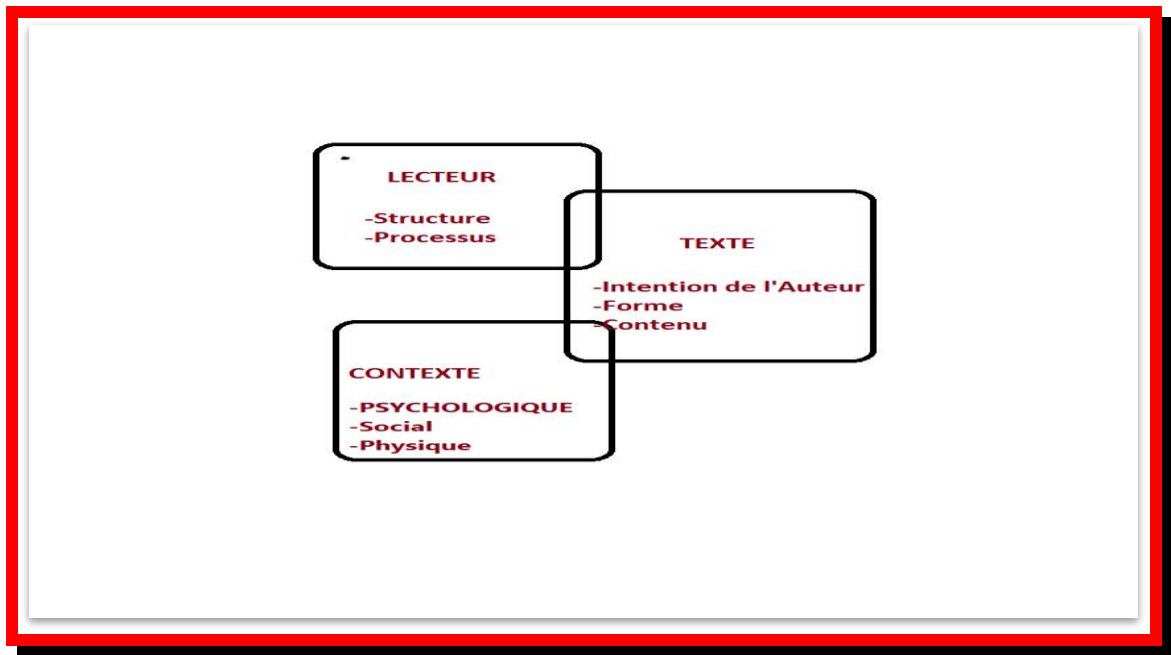 LECTEUR
-Structure
-Processus
TEXTE
-Intention de l'Auteur
-Forme
-Contenu
CONTEXTE
-PSYCHOLOGIQUE
-Social
-Physique